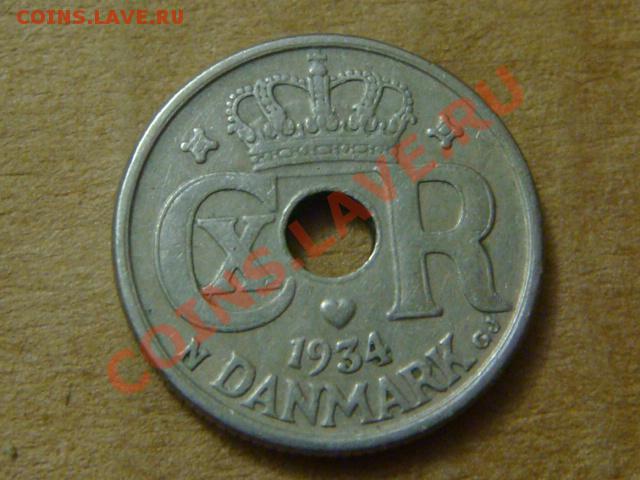 COINS.LAVE.RU
COINS.LAVE.RU
C X R
1934
N DANMARK GJ